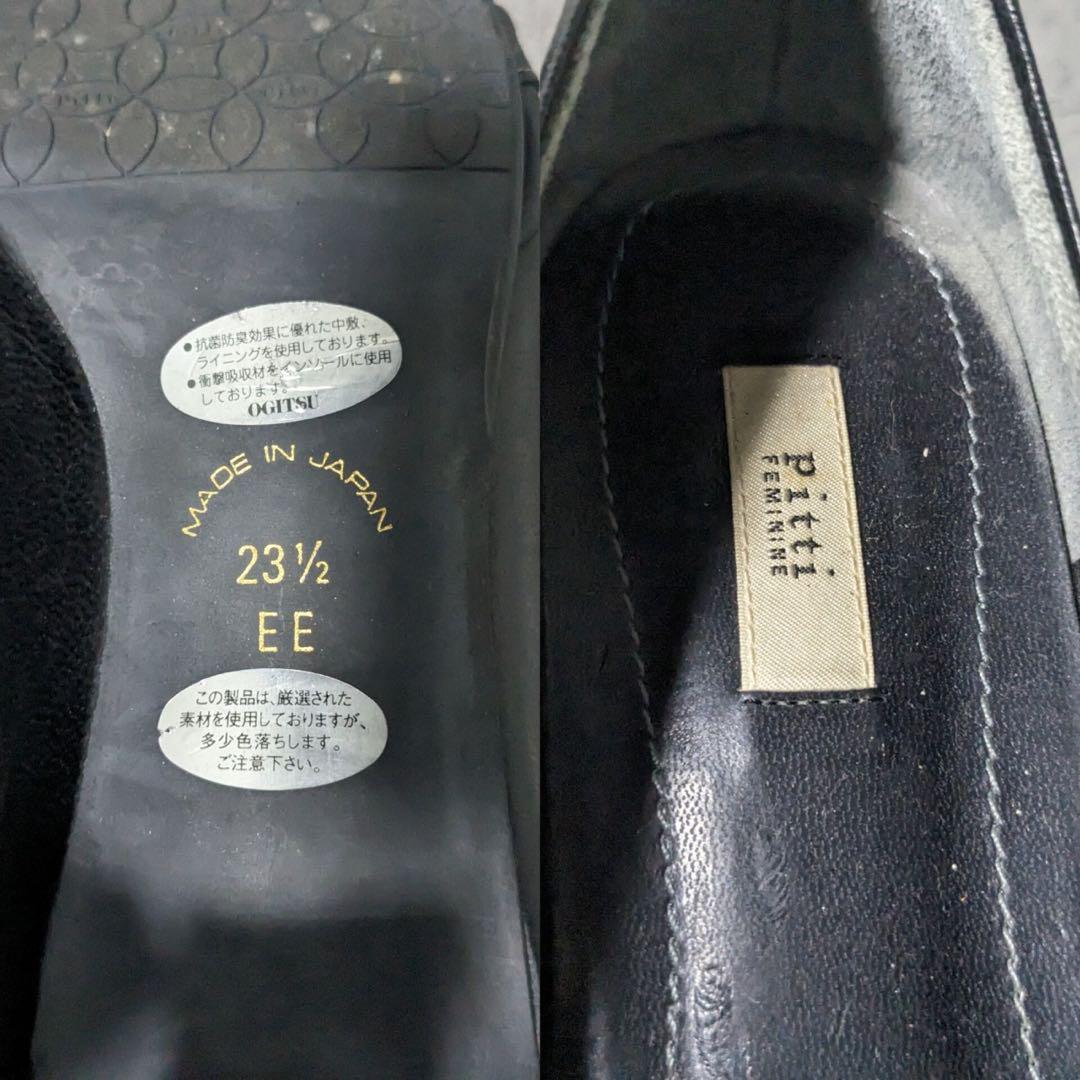 ●抗菌防臭効果に優れた中敷、
ライニングを使用しております。
●衝撃吸収材をインソールに使用
しております。
OGITSU
MADE IN JAPAN
23½
EE
この製品は、厳選された
素材を使用しておりますが、
多少色落ちします。
ご注意下さい。
pitti
FEMININE